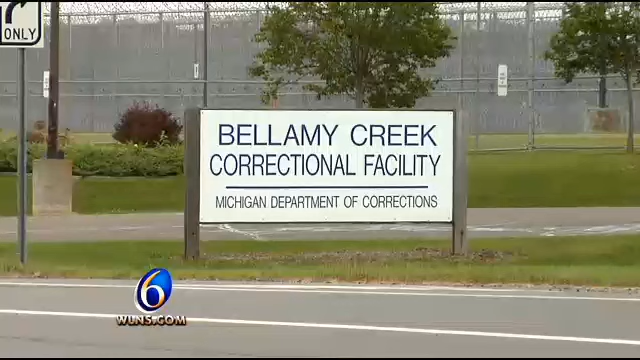 ONLY
BELLAMY CREEK
CORRECTIONAL FACILITY
MICHIGAN DEPARTMENT OF CORRECTIONS
6
WLNS.COM